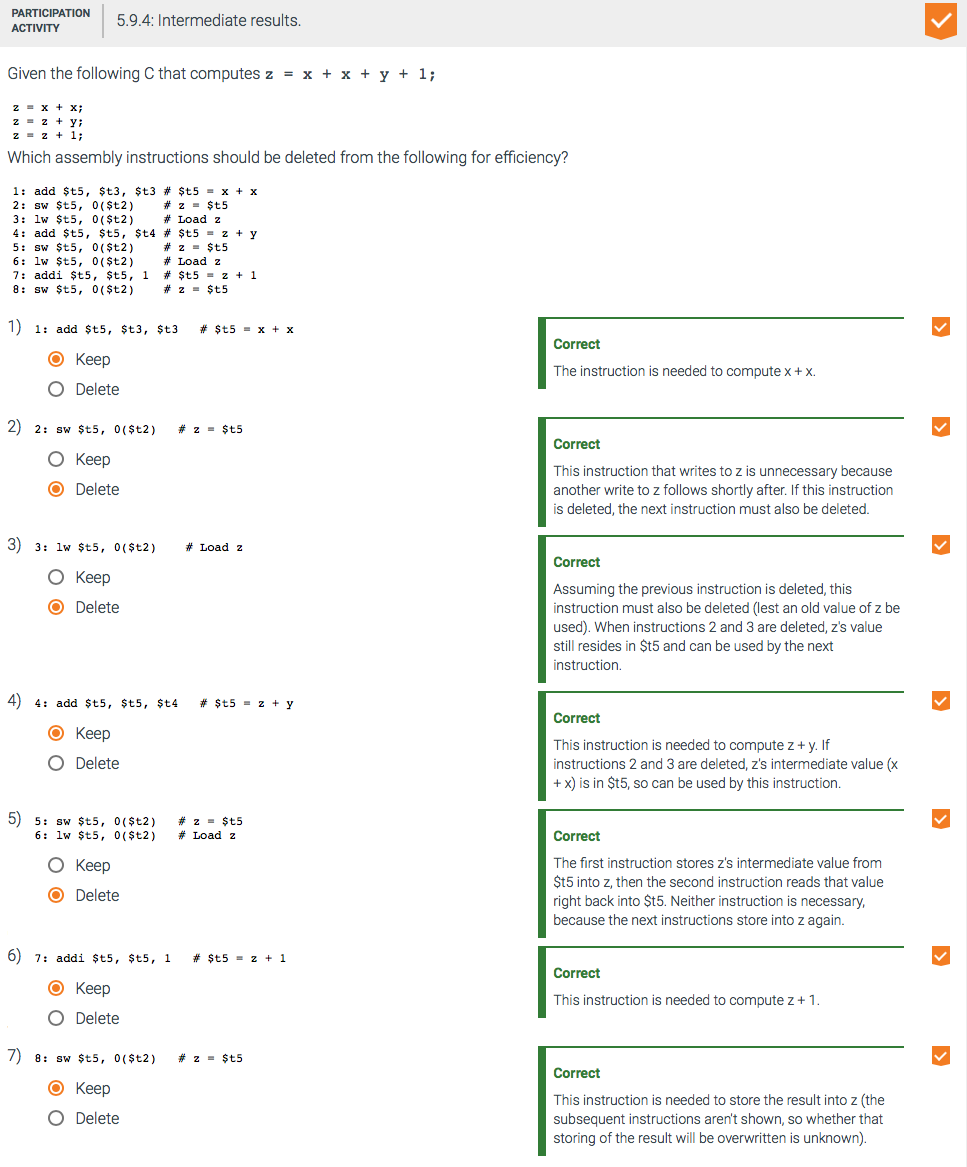 PARTICIPATION
ACTIVITY
5.9.4: Intermediate results.
Given the following C that computes z = x + x + y + 1;
z = x + x;
z = z + y;
z = z + 1;
Which assembly instructions should be deleted from the following for efficiency?
1: add $t5, $t3, $t3 # $t5 = x + x
2: sw $t5, 0($t2)    # z = $t5
3: lw $t5, 0($t2)    # Load z
4: add $t5, $t5, $t4 # $t5 = z + y
5: sw $t5, 0($t2)    # z = $t5
6: lw $t5, 0($t2)    # Load z
7: addi $t5, $t5, 1  # $t5 = z + 1
8: sw $t5, 0($t2)    # z = $t5
1) 1: add $t5, $t3, $t3   # $t5 = x + x
Keep
Delete
Correct
The instruction is needed to compute x + x.
2) 2: sw $t5, 0($t2)   # z = $t5
Keep
Delete
Correct
This instruction that writes to z is unnecessary because
another write to z follows shortly after. If this instruction
is deleted, the next instruction must also be deleted.
3) 3: lw $t5, 0($t2)    # Load z
Keep
Delete
Correct
Assuming the previous instruction is deleted, this
instruction must also be deleted (lest an old value of z be
used). When instructions 2 and 3 are deleted, z's value
still resides in $t5 and can be used by the next
instruction.
4) 4: add $t5, $t5, $t4   # $t5 = z + y
Keep
Delete
Correct
This instruction is needed to compute z + y. If
instructions 2 and 3 are deleted, z's intermediate value (x
+ x) is in $t5, so can be used by this instruction.
5) 5: sw $t5, 0($t2)   # z = $t5
6: lw $t5, 0($t2)   # Load z
Keep
Delete
Correct
The first instruction stores z's intermediate value from
$t5 into z, then the second instruction reads that value
right back into $t5. Neither instruction is necessary,
because the next instructions store into z again.
6) 7: addi $t5, $t5, 1   # $t5 = z + 1
Keep
Delete
Correct
This instruction is needed to compute z + 1.
7) 8: sw $t5, 0($t2)   # z = $t5
Keep
Delete
Correct
This instruction is needed to store the result into z (the
subsequent instructions aren't shown, so whether that
storing of the result will be overwritten is unknown).